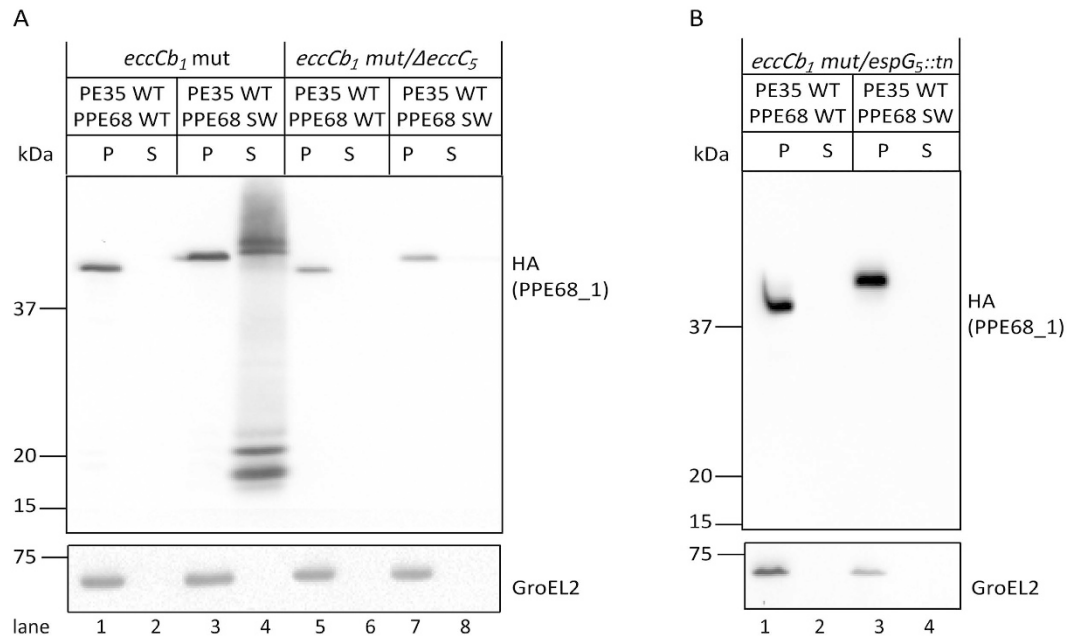 A
eccCb1 mut eccCb1 mut/ΔeccC5
PE35 WT PE35 WT PE35 WT PE35 WT
PPE68 WT PPE68 SW PPE68 WT PPE68 SW
kDa P S P S P S P S
HA
(PPE68_1)
37
20
15
75
GroEL2
lane 1 2 3 4 5 6 7 8
B
eccCb1 mut/espG5::tn
PE35 WT PE35 WT
PPE68 WT PPE68 SW
kDa P S P S
HA
(PPE68_1)
37
20
15
75
GroEL2
1 2 3 4